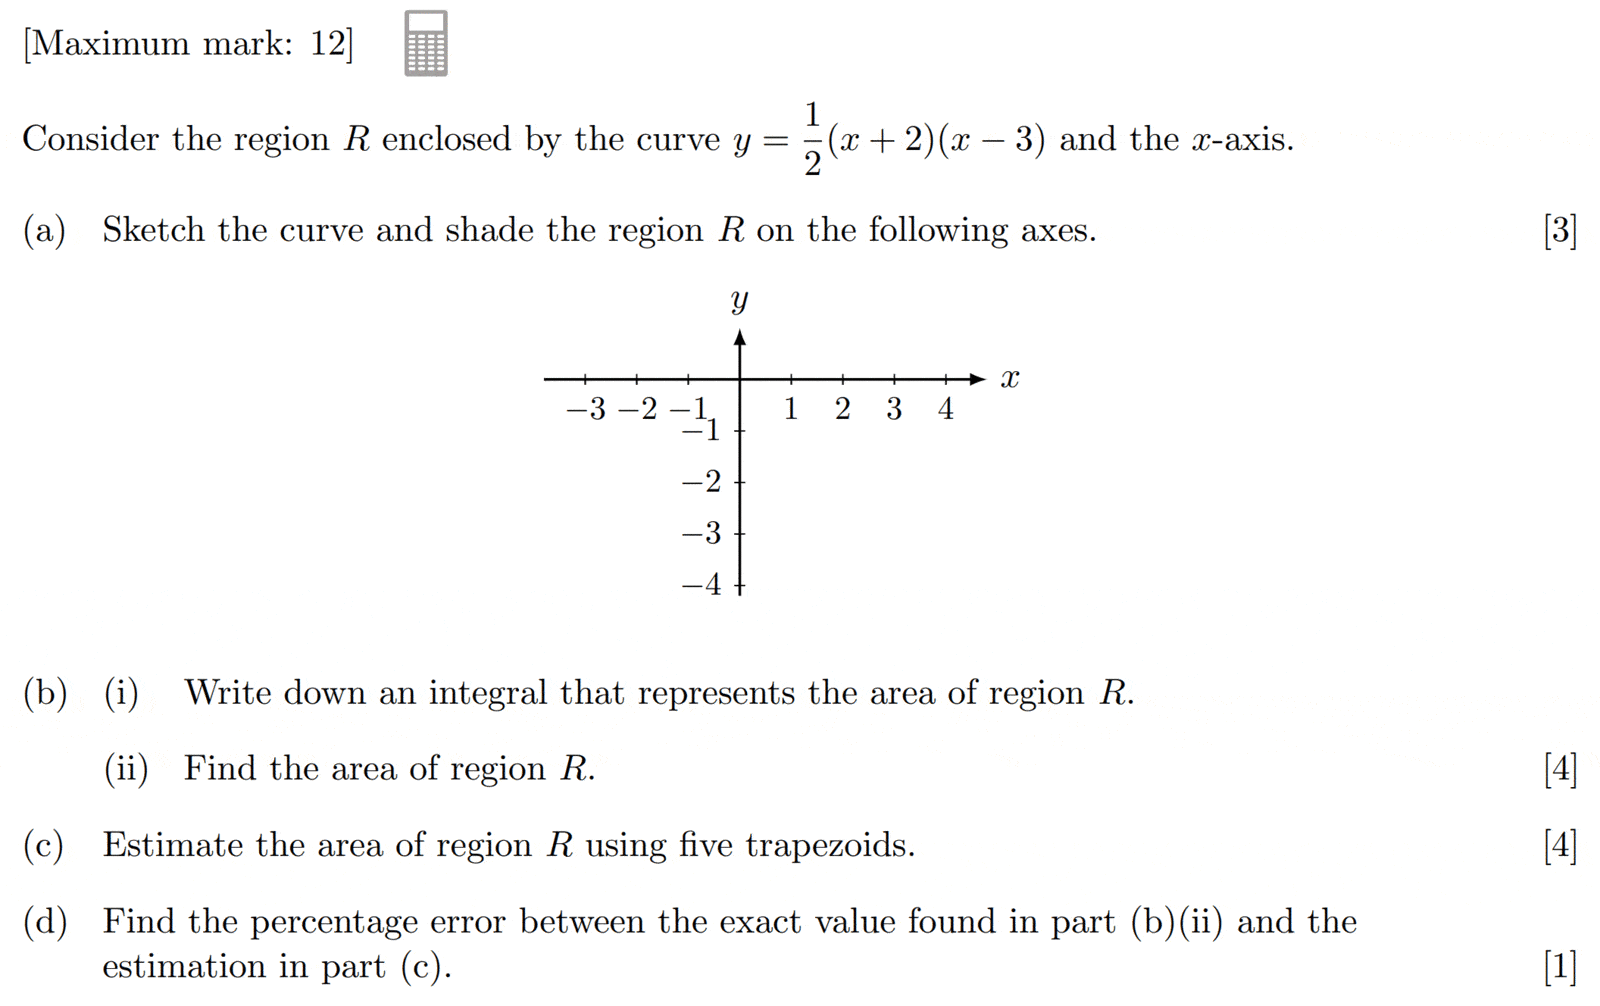 [Maximum mark: 12]
Consider the region R enclosed by the curve y = \frac{1}{2}(x + 2)(x − 3) and the x-axis.
(a) Sketch the curve and shade the region R on the following axes. [3]
y
x
−3 −2 −1 1 2 3 4
−1
−2
−3
−4
(b) (i) Write down an integral that represents the area of region R.
(ii) Find the area of region R. [4]
(c) Estimate the area of region R using five trapezoids. [4]
(d) Find the percentage error between the exact value found in part (b)(ii) and the
estimation in part (c). [1]